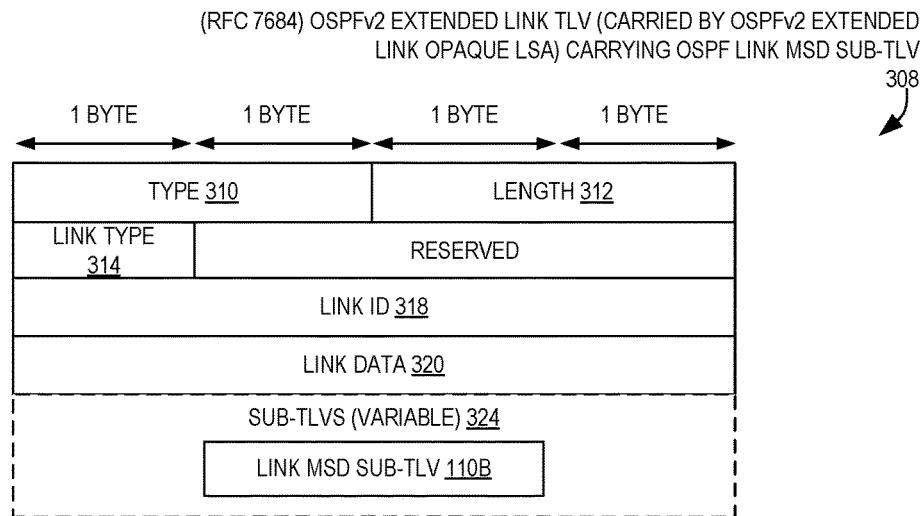 (RFC 7684) OSPFv2 EXTENDED LINK TLV (CARRIED BY OSPFv2 EXTENDED
LINK OPAQUE LSA) CARRYING OSPF LINK MSD SUB-TLV
308
1 BYTE 1 BYTE 1 BYTE 1 BYTE
TYPE 310 LENGTH 312
LINK TYPE
314
RESERVED
LINK ID 318
LINK DATA 320
SUB-TLVS (VARIABLE) 324
LINK MSD SUB-TLV 110B